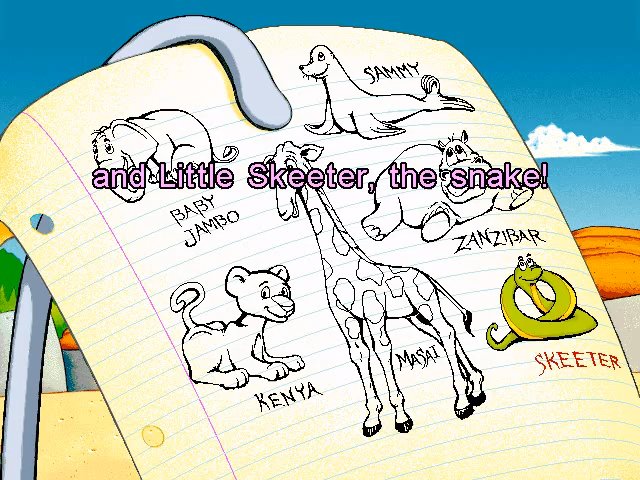 SAMMY
and Little Skeeter, the snake!
BABY
JAMBO
ZANZIBAR
MASAI
SKEETER
KENYA